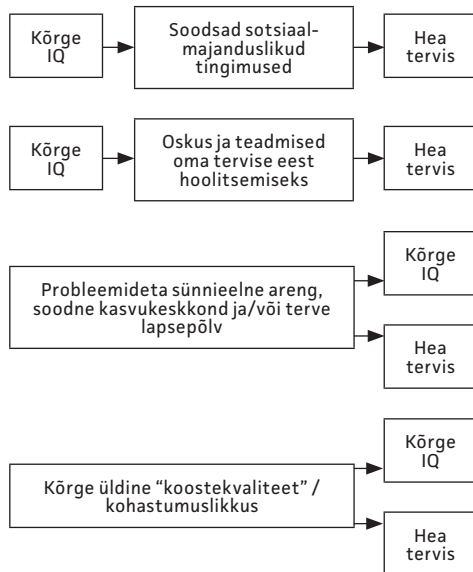 Kõrge
IQ
Soodsad sotsiaal-
majanduslikud
tingimused
Hea
tervis
Kõrge
IQ
Oskus ja teadmised
oma tervise eest
hoolitsemiseks
Hea
tervis
Probleemideta sünnieelne areng,
soodne kasvukeskkond ja/või terve
lapsepõlv
Kõrge
IQ
Hea
tervis
Kõrge üldine “koostekvaliteet” /
kohastumuslikkus
Kõrge
IQ
Hea
tervis